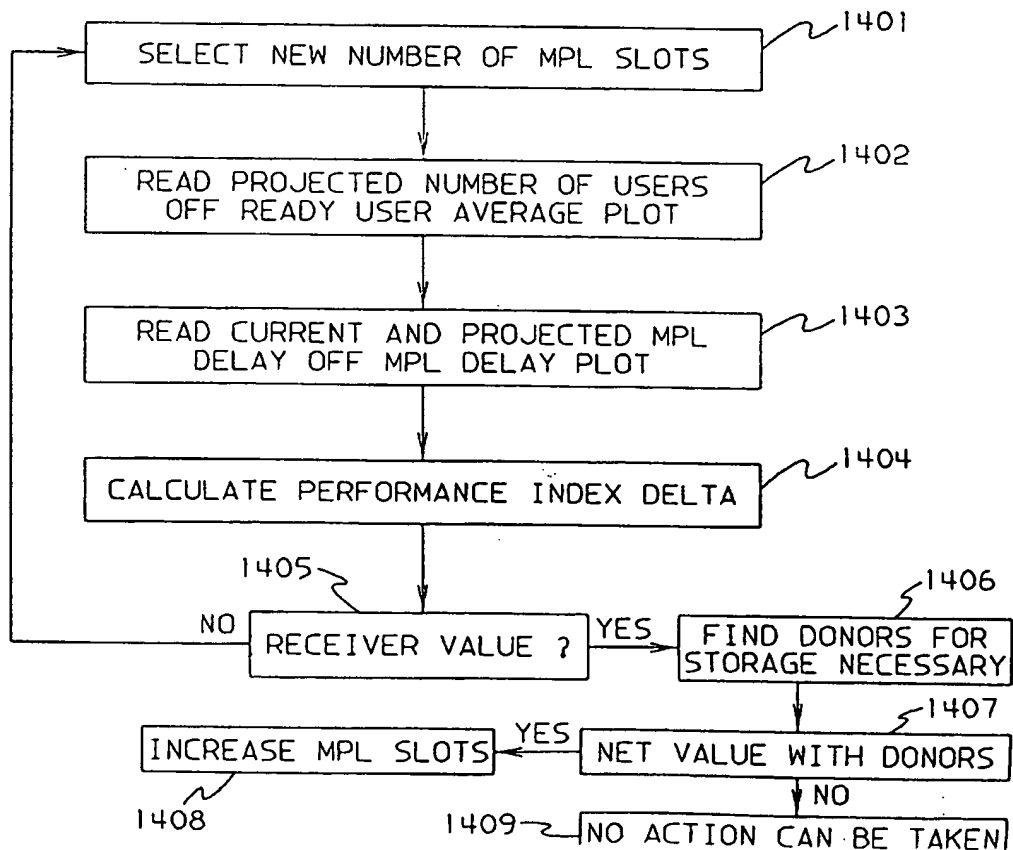 1401
SELECT NEW NUMBER OF MPL SLOTS
1402
READ PROJECTED NUMBER OF USERS
OFF READY USER AVERAGE PLOT
1403
READ CURRENT AND PROJECTED MPL
DELAY OFF MPL DELAY PLOT
1404
CALCULATE PERFORMANCE INDEX DELTA
1405
NO
RECEIVER VALUE ?
YES
1406
FIND DONORS FOR
STORAGE NECESSARY
1407
NET VALUE WITH DONORS
YES
INCREASE MPL SLOTS
1408
NO
1409
NO ACTION CAN BE TAKEN